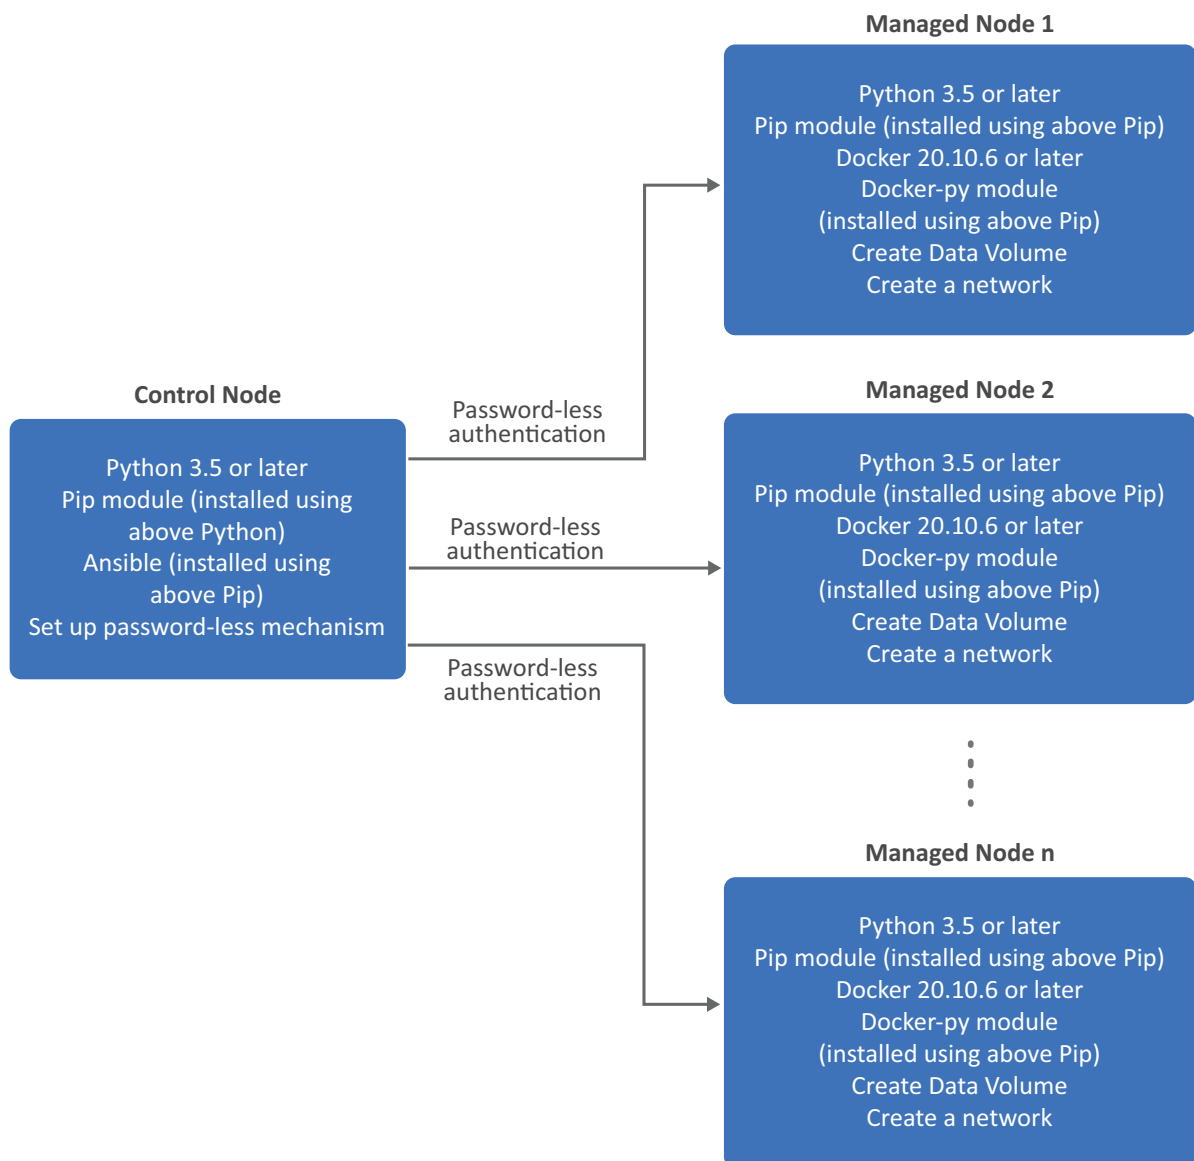 Control Node
Python 3.5 or later
Pip module (installed using
above Python)
Ansible (installed using
above Pip)
Set up password-less mechanism
Password-less
authentication
Password-less
authentication
Password-less
authentication
Managed Node 1
Python 3.5 or later
Pip module (installed using above Pip)
Docker 20.10.6 or later
Docker-py module
(installed using above Pip)
Create Data Volume
Create a network
Managed Node 2
Python 3.5 or later
Pip module (installed using above Pip)
Docker 20.10.6 or later
Docker-py module
(installed using above Pip)
Create Data Volume
Create a network
Managed Node n
Python 3.5 or later
Pip module (installed using above Pip)
Docker 20.10.6 or later
Docker-py module
(installed using above Pip)
Create Data Volume
Create a network